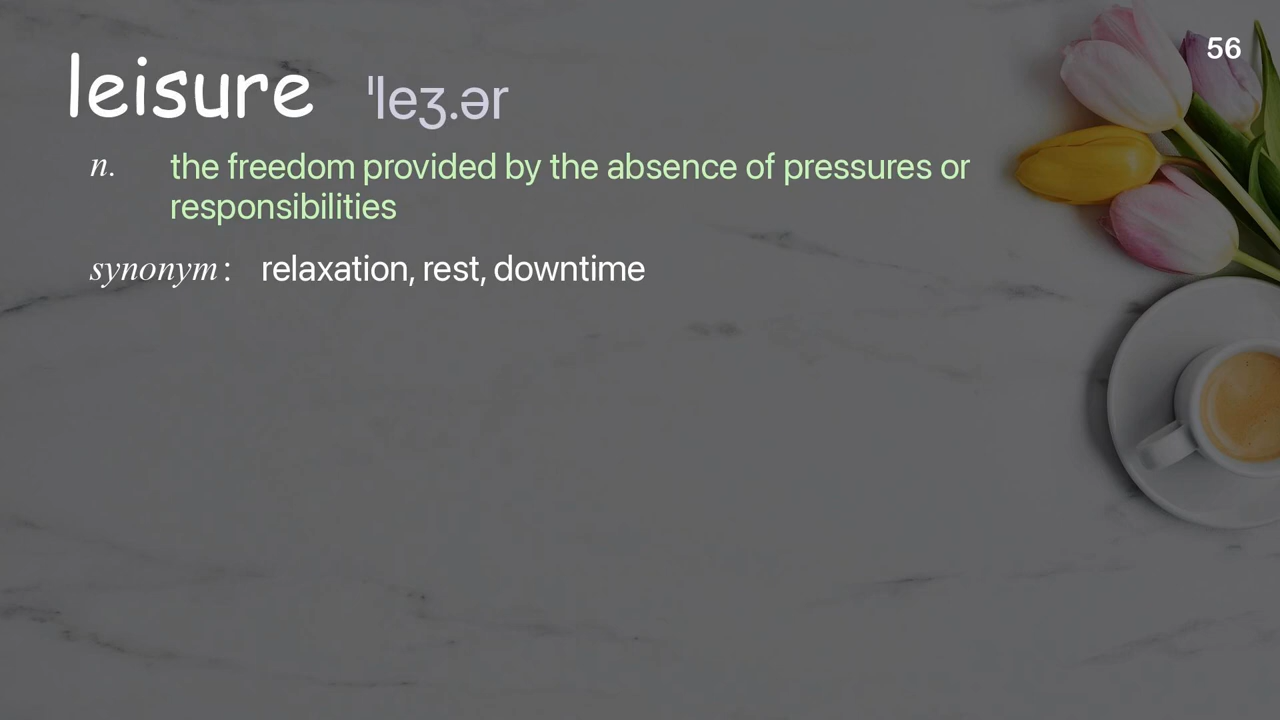 56
leisure ˈleʒ.ər
n. the freedom provided by the absence of pressures or
responsibilities
synonym: relaxation, rest, downtime